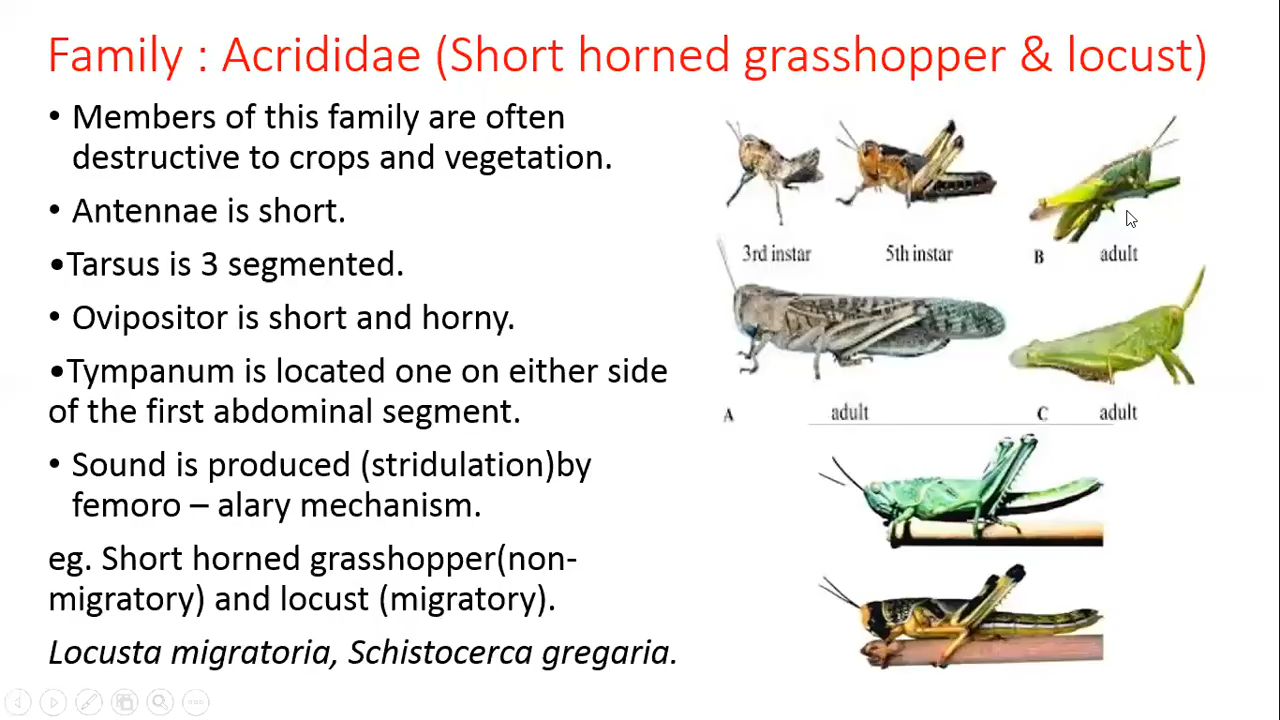 Family : Acrididae (Short horned grasshopper & locust)
• Members of this family are often
destructive to crops and vegetation.
• Antennae is short.
•Tarsus is 3 segmented.
• Ovipositor is short and horny.
•Tympanum is located one on either side
of the first abdominal segment.
• Sound is produced (stridulation)by
femoro – alary mechanism.
eg. Short horned grasshopper(non-
migratory) and locust (migratory).
Locusta migratoria, Schistocerca gregaria.
3rd instar
5th instar
B adult
A adult
C adult